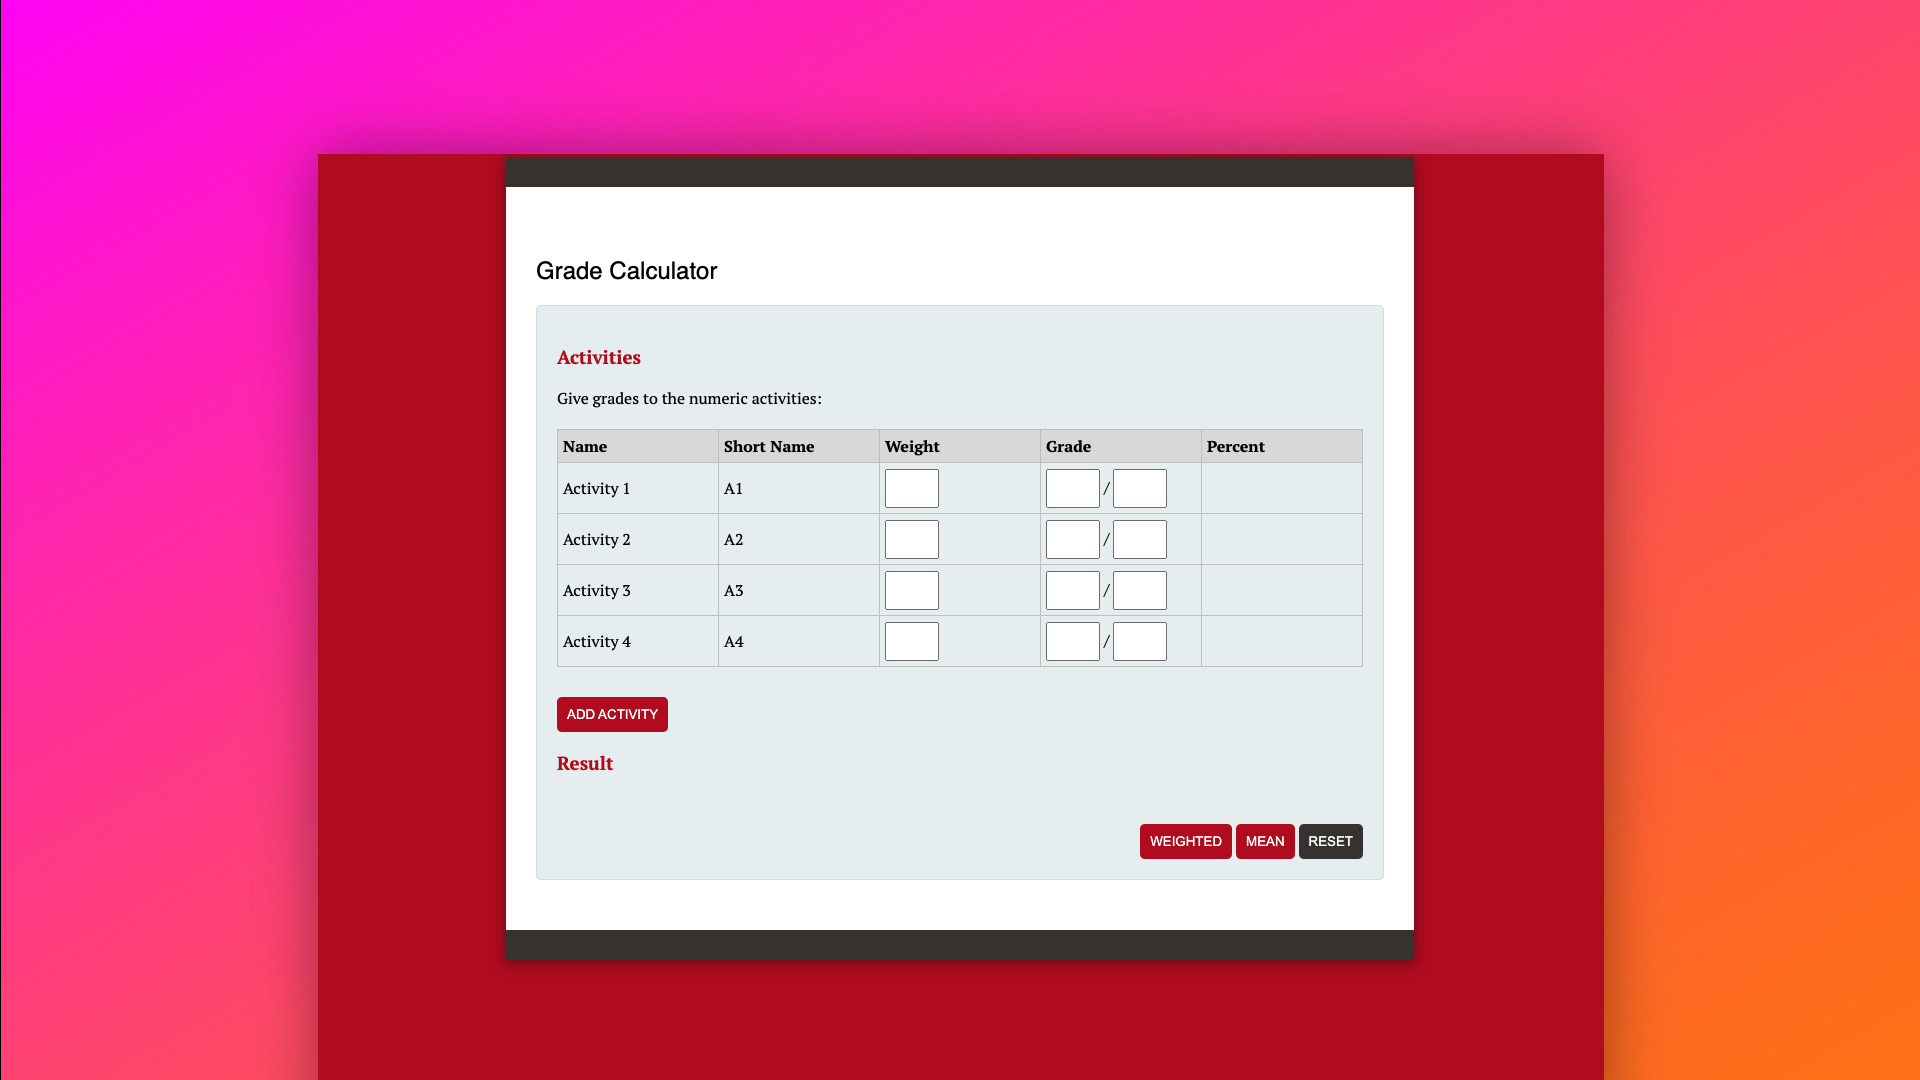 Grade Calculator
Activities
Give grades to the numeric activities:
Name Short Name Weight Grade Percent
Activity 1 A1 /
Activity 2 A2 /
Activity 3 A3 /
Activity 4 A4 /
ADD ACTIVITY
Result
WEIGHTED MEAN RESET